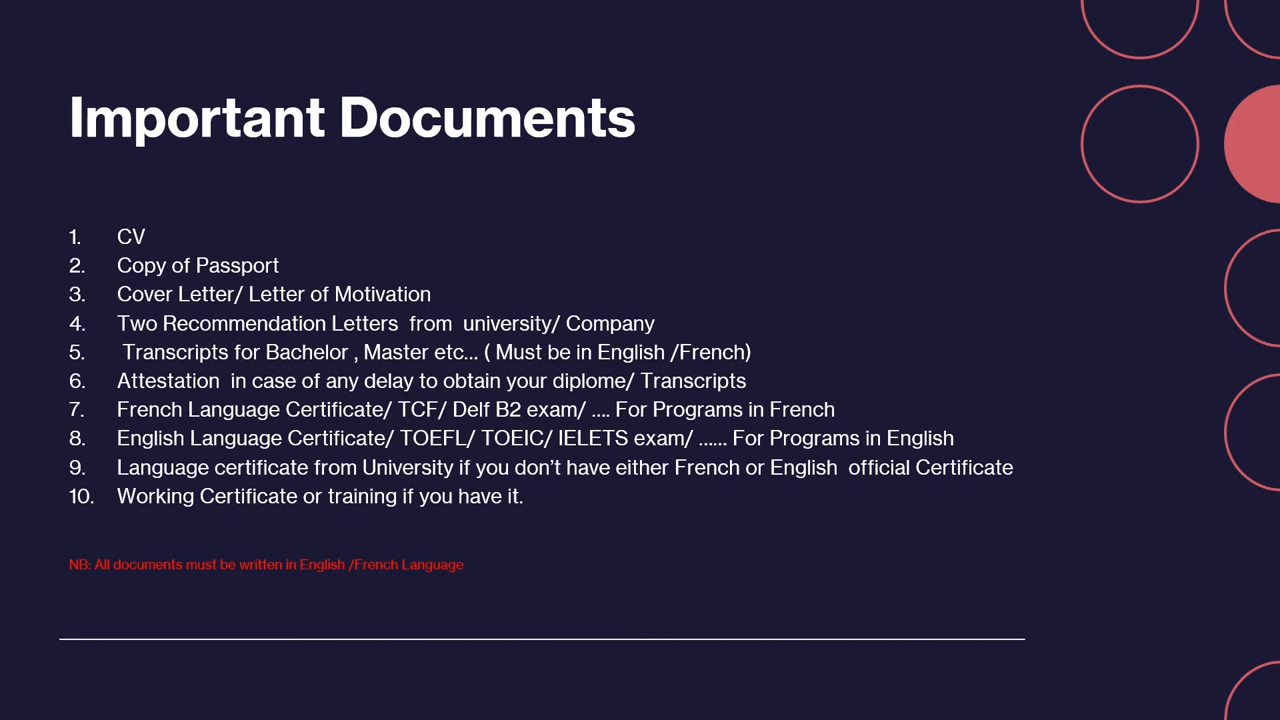 Important Documents
1. CV
2. Copy of Passport
3. Cover Letter/ Letter of Motivation
4. Two Recommendation Letters  from  university/ Company
5. Transcripts for Bachelor , Master etc... ( Must be in English /French)
6. Attestation  in case of any delay to obtain your diplome/ Transcripts
7. French Language Certificate/ TCF/ Delf B2 exam/ .... For Programs in French
8. English Language Certificate/ TOEFL/ TOEIC/ IELETS exam/ ...... For Programs in English
9. Language certificate from University if you don’t have either French or English  official Certificate
10. Working Certificate or training if you have it.
NB: All documents must be written in English /French Language